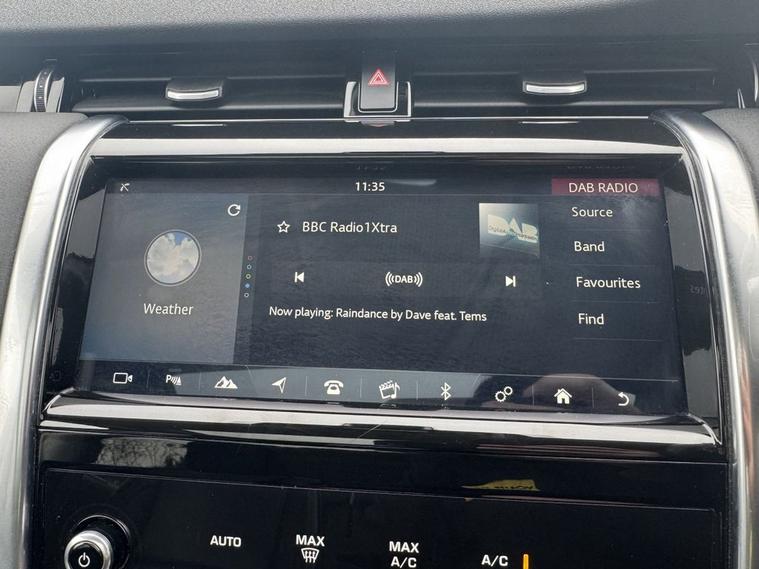 11:35
DAB RADIO
BBC Radio1Xtra
DAB
Source
Band
Favourites
Find
Weather
(((DAB)))
Now playing: Raindance by Dave feat. Tems
AUTO
MAX
MAX
A/C
A/C